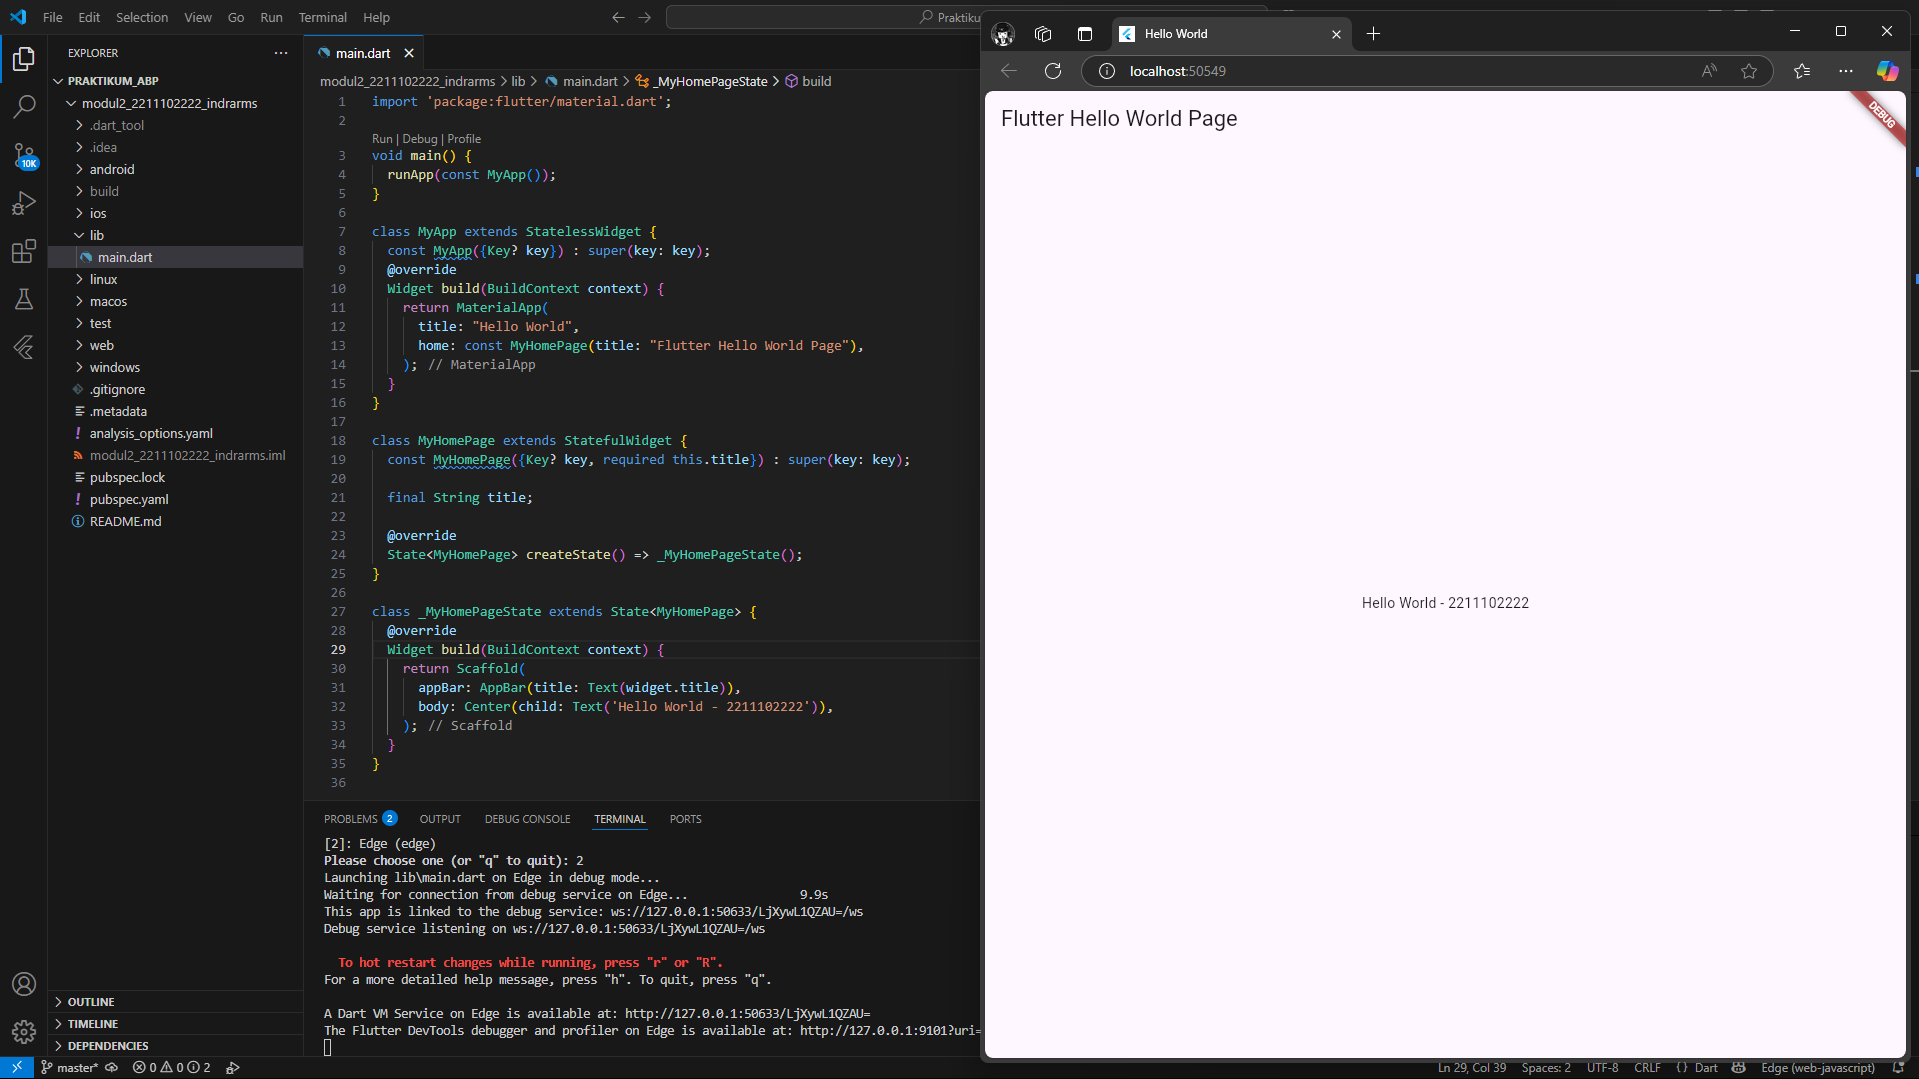 File Edit Selection View Go Run Terminal Help
Praktiku
EXPLORER
PRAKTIKUM_ABP
modul2_2211102222_indrarms
.dart_tool
.idea
android
build
ios
lib
main.dart
linux
macos
test
web
windows
.gitignore
.metadata
analysis_options.yaml
modul2_2211102222_indrarms.iml
pubspec.lock
pubspec.yaml
README.md
OUTLINE
TIMELINE
DEPENDENCIES
10K
main.dart
modul2_2211102222_indrarms > lib > main.dart > _MyHomePageState > build
1 import 'package:flutter/material.dart';
2
Run | Debug | Profile
3 void main() {
4 runApp(const MyApp());
5 }
6
7 class MyApp extends StatelessWidget {
8 const MyApp({Key? key}) : super(key: key);
9 @override
10 Widget build(BuildContext context) {
11 return MaterialApp(
12 title: "Hello World",
13 home: const MyHomePage(title: "Flutter Hello World Page"),
14 ); // MaterialApp
15 }
16 }
17
18 class MyHomePage extends StatefulWidget {
19 const MyHomePage({Key? key, required this.title}) : super(key: key);
20
21 final String title;
22
23 @override
24 State<MyHomePage> createState() => _MyHomePageState();
25 }
26
27 class _MyHomePageState extends State<MyHomePage> {
28 @override
29 Widget build(BuildContext context) {
30 return Scaffold(
31 appBar: AppBar(title: Text(widget.title)),
32 body: Center(child: Text('Hello World - 2211102222')),
33 ); // Scaffold
34 }
35 }
36
PROBLEMS 2 OUTPUT DEBUG CONSOLE TERMINAL PORTS
[2]: Edge (edge)
Please choose one (or "q" to quit): 2
Launching lib\main.dart on Edge in debug mode...
Waiting for connection from debug service on Edge... 9.9s
This app is linked to the debug service: ws://127.0.0.1:50633/LjXywL1QZAU=/ws
Debug service listening on ws://127.0.0.1:50633/LjXywL1QZAU=/ws
To hot restart changes while running, press "r" or "R".
For a more detailed help message, press "h". To quit, press "q".
A Dart VM Service on Edge is available at: http://127.0.0.1:50633/LjXywL1QZAU=
The Flutter DevTools debugger and profiler on Edge is available at: http://127.0.0.1:9101?uri=
Hello World
localhost:50549
Flutter Hello World Page
DEBUG
Hello World - 2211102222
master* 0 0 2
Ln 29, Col 39 Spaces: 2 UTF-8 CRLF {} Dart Edge (web-javascript)